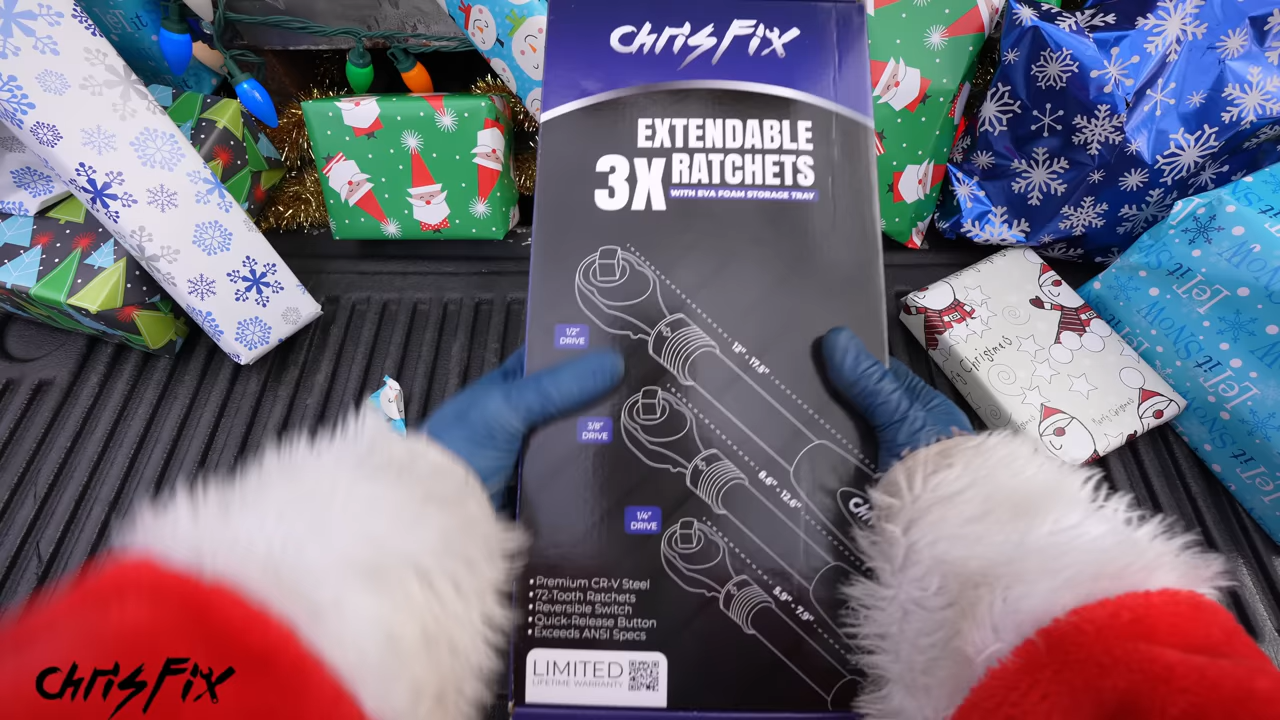 ChrisFix
EXTENDABLE
3X RATCHETS
WITH EVA FOAM STORAGE TRAY
1/2"
DRIVE
12" - 17.5"
3/8"
DRIVE
8.6" - 12.6"
1/4"
DRIVE
5.9" - 7.9"
• Premium CR-V Steel
• 72-Tooth Ratchets
• Reversible Switch
• Quick-Release Button
• Exceeds ANSI Specs
LIMITED
LIFETIME WARRANTY
Merry Christmas
Let it
Snow
Let it Snow
ChrisFix